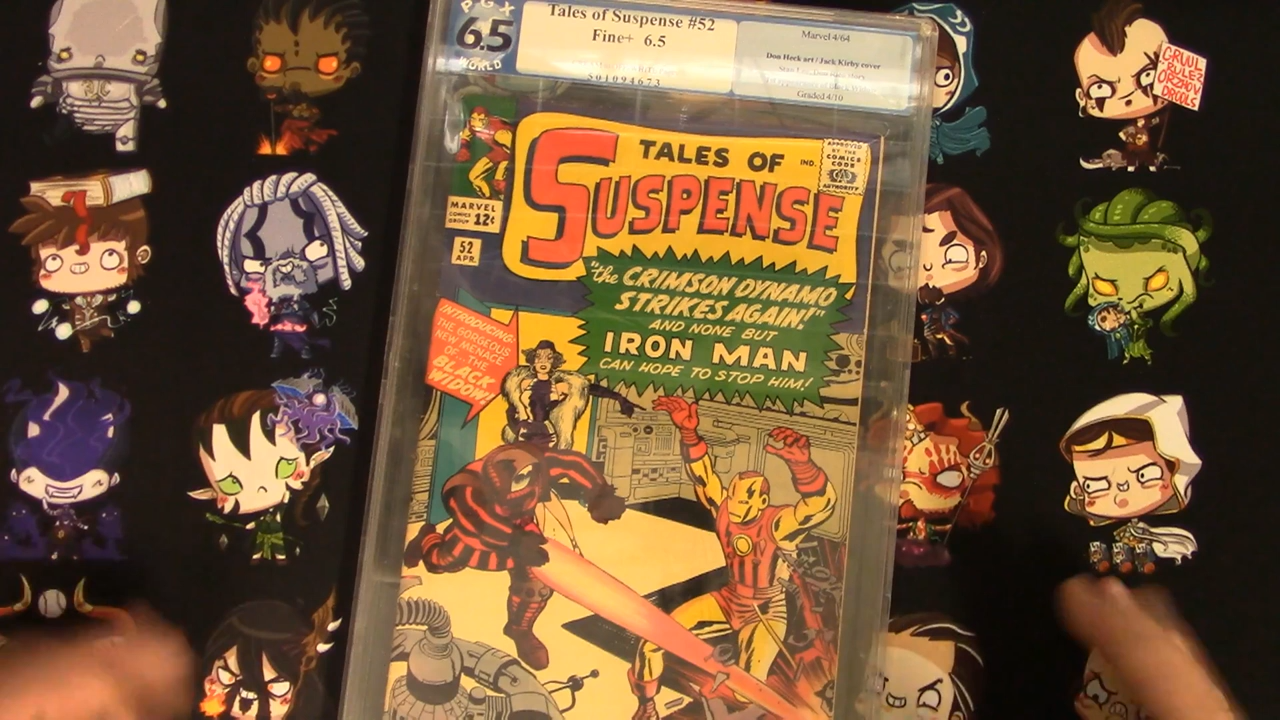 PGX
6.5
WORLD
Tales of Suspense #52
Fine+ 6.5
501094673
Marvel 4/64
Don Heck art / Jack Kirby cover
Graded 4/10
GRUUL
RULEZ
ORZHOV
DROOLS
MARVEL
COMICS
GROUP 12¢
52
APR.
TALES OF
SUSPENSE
IND.
APPROVED
BY THE
COMICS
CODE
AUTHORITY
"the CRIMSON DYNAMO
STRIKES AGAIN!"
AND NONE BUT
IRON MAN
CAN HOPE TO STOP HIM!
INTRODUCING:
THE GORGEOUS
NEW MENACE
OF THE
BLACK
WIDOW!